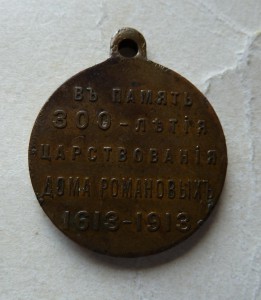 ВЪ ПАМЯТЬ
300-ЛѢТІЯ
ЦАРСТВОВАНІЯ
ДОМА РОМАНОВЫХЪ
1613-1913